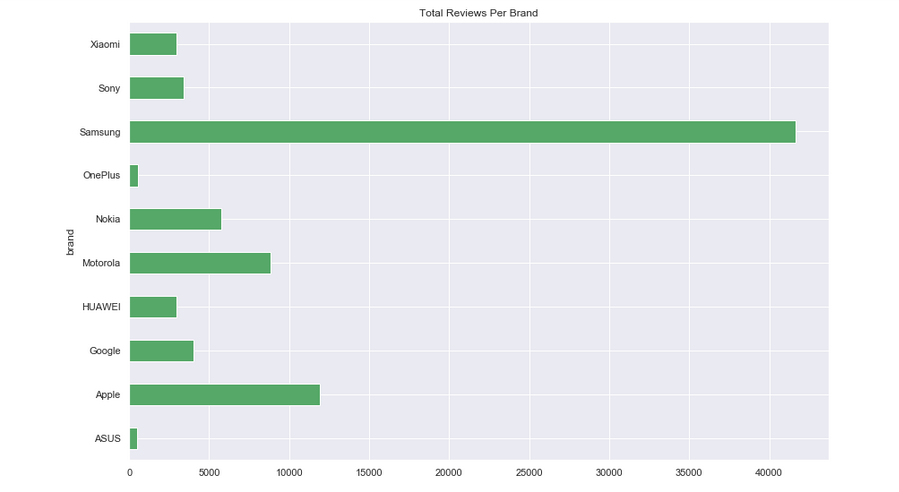 Total Reviews Per Brand
Xiaomi
Sony
Samsung
OnePlus
Nokia
brand
Motorola
HUAWEI
Google
Apple
ASUS
0 5000 10000 15000 20000 25000 30000 35000 40000